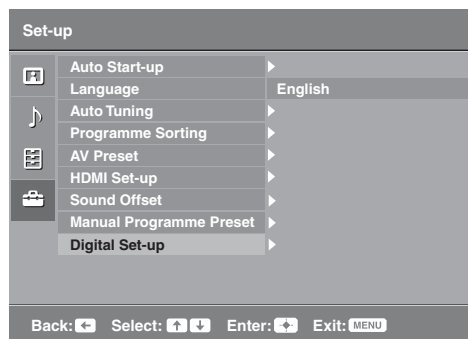 Set-up
Auto Start-up
Language English
Auto Tuning
Programme Sorting
AV Preset
HDMI Set-up
Sound Offset
Manual Programme Preset
Digital Set-up
Back: Select: Enter: Exit: MENU